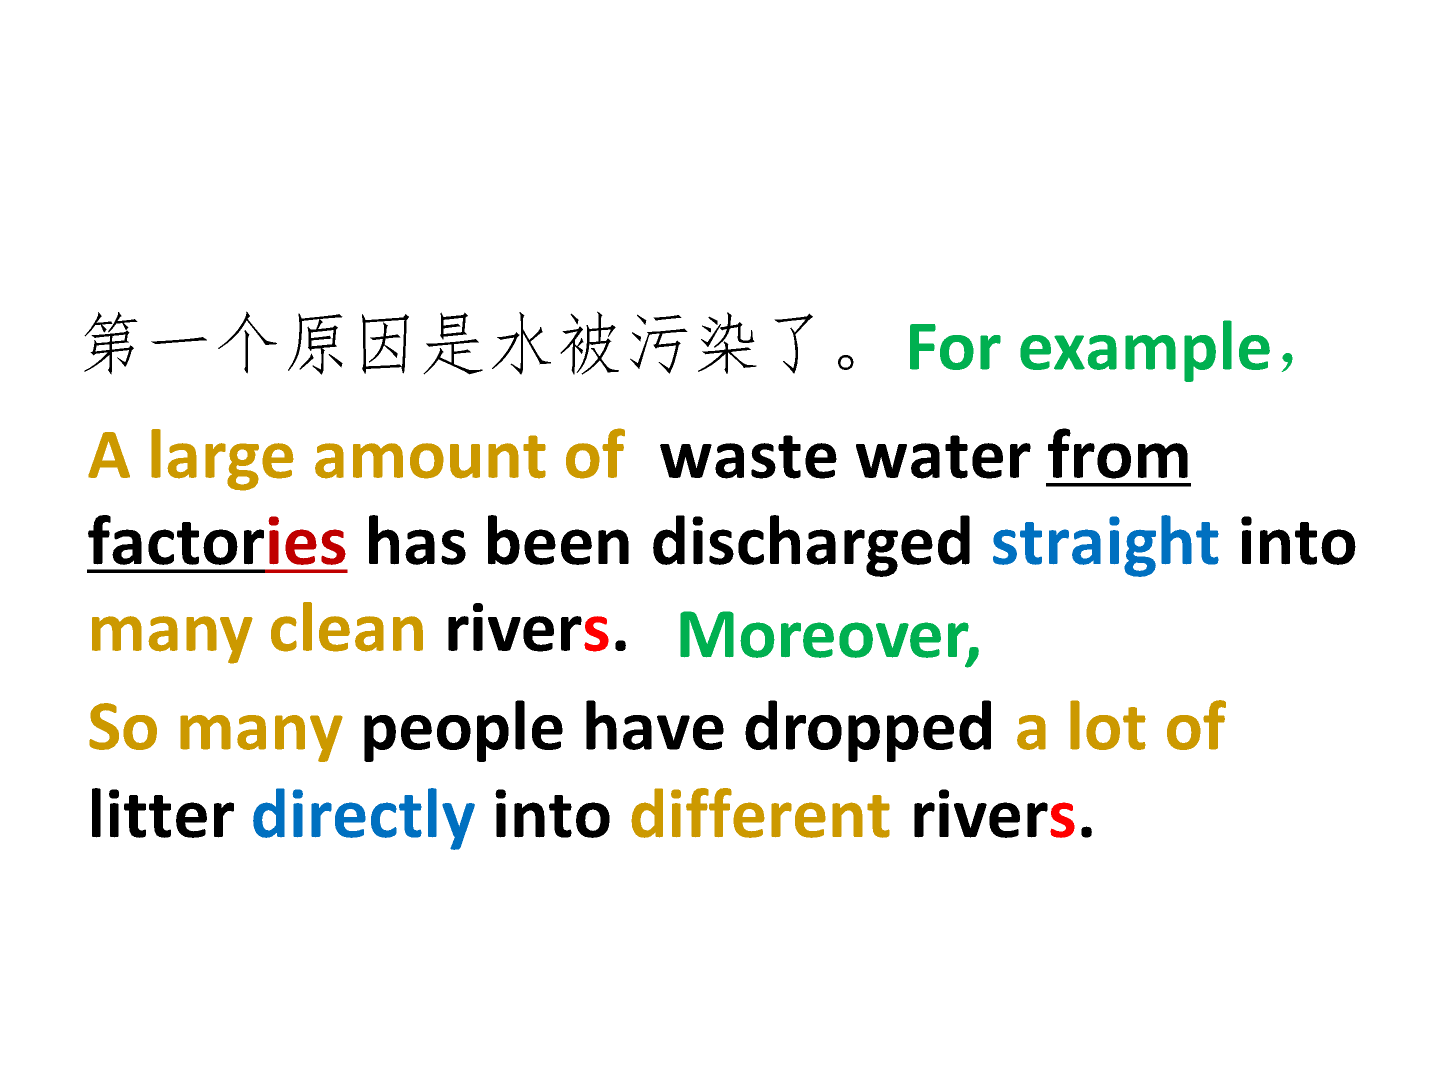 第一个原因是水被污染了。 For example，
A large amount of waste water from
factories has been discharged straight into
many clean rivers. Moreover,
So many people have dropped a lot of
litter directly into different rivers.